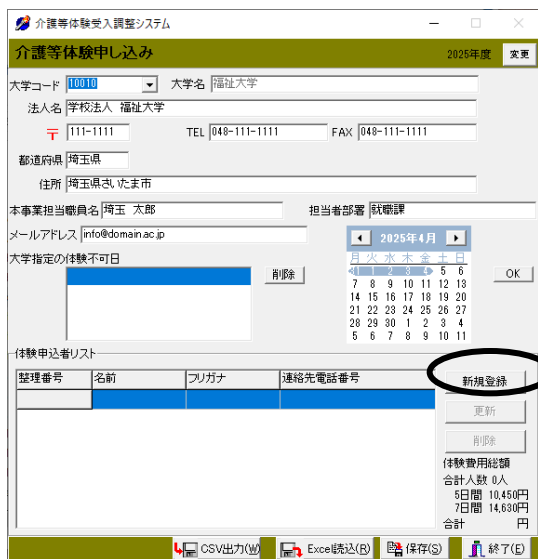 介護等体験受入調整システム
介護等体験申し込み 2025年度 変更
大学コード 10010 大学名 福祉大学
法人名 学校法人 福祉大学
〒 111-1111 TEL 048-111-1111 FAX 048-111-1111
都道府県 埼玉県
住所 埼玉県さいたま市
本事業担当職員名 埼玉 太郎 担当者部署 就職課
メールアドレス info@domain.ac.jp
2025年4月
大学指定の体験不可日 削除 OK
月 火 水 木 金 土 日
31 1 2 3 4 5 6
7 8 9 10 11 12 13
14 15 16 17 18 19 20
21 22 23 24 25 26 27
28 29 30 1 2 3 4
5 6 7 8 9 10 11
体験申込者リスト
整理番号 名前 フリガナ 連絡先電話番号
新規登録
更新
削除
体験費用総額
合計人数 0人
5日間 10,450円
7日間 14,630円
合計 円
CSV出力(W) Excel読込(R) 保存(S) 終了(E)